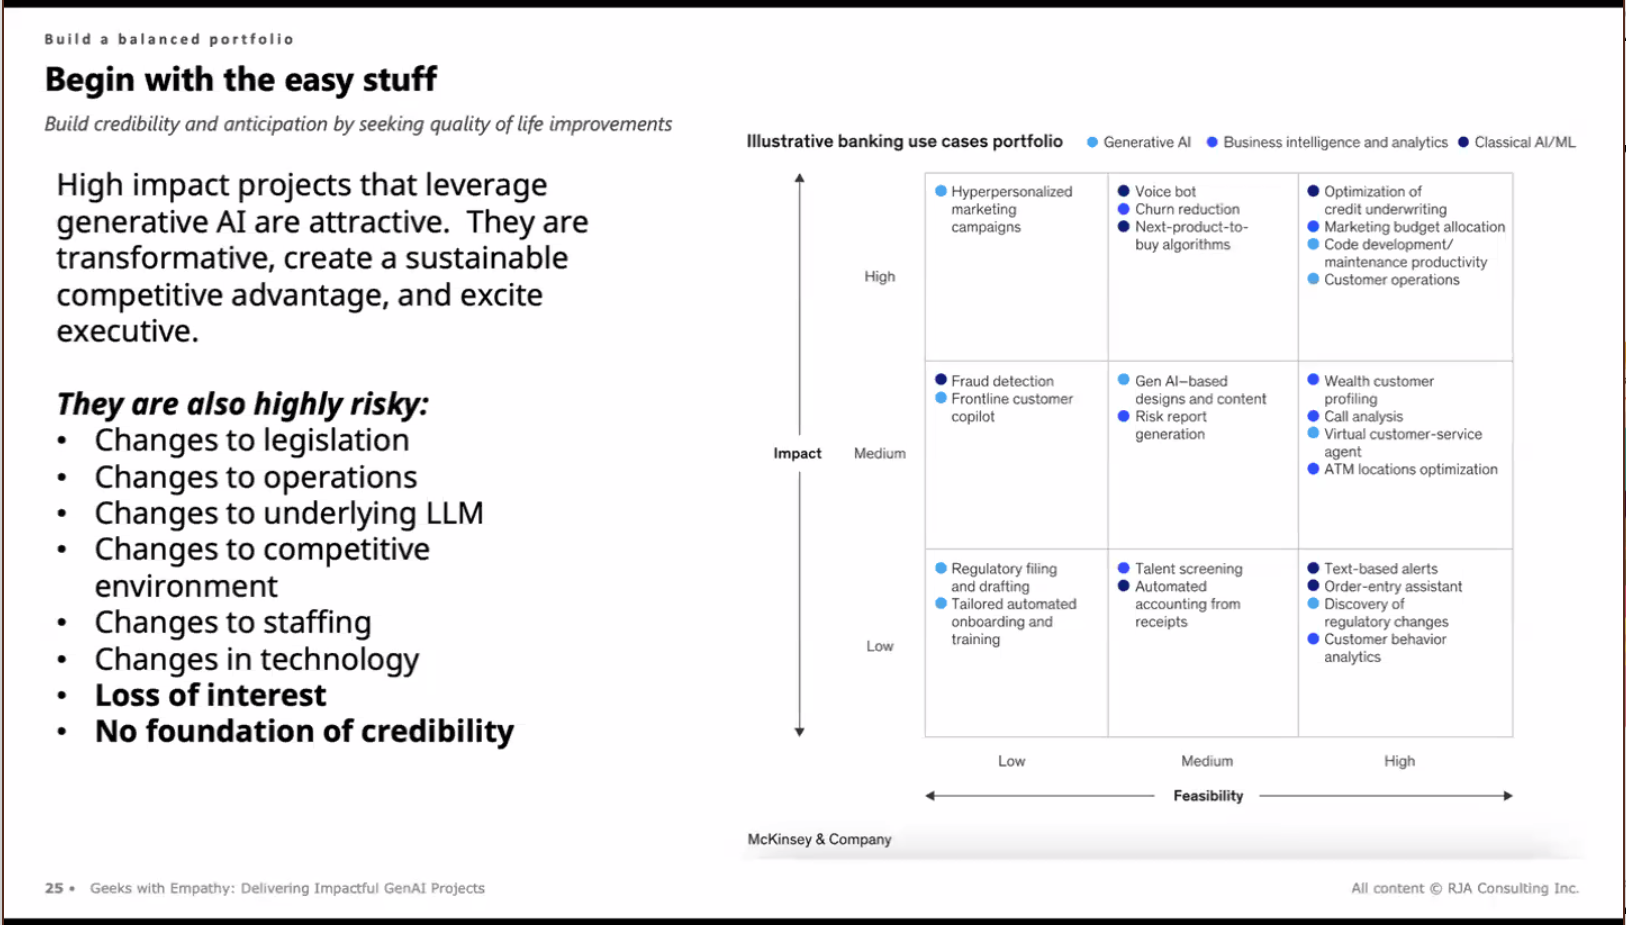 Build a balanced portfolio
Begin with the easy stuff
Build credibility and anticipation by seeking quality of life improvements
High impact projects that leverage
generative AI are attractive.  They are
transformative, create a sustainable
competitive advantage, and excite
executive.
They are also highly risky:
• Changes to legislation
• Changes to operations
• Changes to underlying LLM
• Changes to competitive
environment
• Changes to staffing
• Changes in technology
• Loss of interest
• No foundation of credibility
Illustrative banking use cases portfolio
Generative AI
Business intelligence and analytics
Classical AI/ML
Impact
High
Hyperpersonalized
marketing
campaigns
Voice bot
Churn reduction
Next-product-to-
buy algorithms
Optimization of
credit underwriting
Marketing budget allocation
Code development/
maintenance productivity
Customer operations
Medium
Fraud detection
Frontline customer
copilot
Gen AI–based
designs and content
Risk report
generation
Wealth customer
profiling
Call analysis
Virtual customer-service
agent
ATM locations optimization
Low
Regulatory filing
and drafting
Tailored automated
onboarding and
training
Talent screening
Automated
accounting from
receipts
Text-based alerts
Order-entry assistant
Discovery of
regulatory changes
Customer behavior
analytics
Low
Medium
High
Feasibility
McKinsey & Company
25 • Geeks with Empathy: Delivering Impactful GenAI Projects
All content © RJA Consulting Inc.